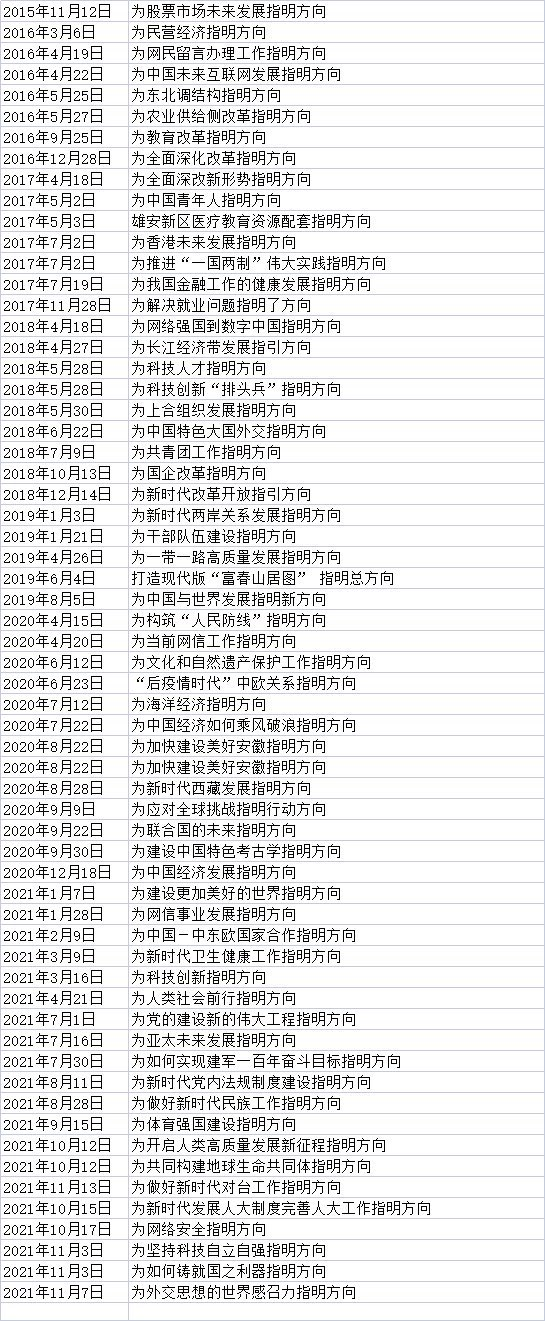 2015年11月12日 为股票市场未来发展指明方向
2016年3月6日 为民营经济指明方向
2016年4月19日 为网民留言办理工作指明方向
2016年4月22日 为中国未来互联网发展指明方向
2016年5月25日 为东北调结构指明方向
2016年5月27日 为农业供给侧改革指明方向
2016年9月25日 为教育改革指明方向
2016年12月28日 为全面深化改革指明方向
2017年4月18日 为全面深改新形势指明方向
2017年5月2日 为中国青年人指明方向
2017年5月3日 雄安新区医疗教育资源配套指明方向
2017年7月2日 为香港未来发展指明方向
2017年7月2日 为推进“一国两制”伟大实践指明方向
2017年7月19日 为我国金融工作的健康发展指明方向
2017年11月28日 为解决就业问题指明了方向
2018年4月18日 为网络强国到数字中国指明方向
2018年4月27日 为长江经济带发展指引方向
2018年5月28日 为科技人才指明方向
2018年5月28日 为科技创新“排头兵”指明方向
2018年5月30日 为上合组织发展指明方向
2018年6月22日 为中国特色大国外交指明方向
2018年7月9日 为共青团工作指明方向
2018年10月13日 为国企改革指明方向
2018年12月14日 为新时代改革开放指引方向
2019年1月3日 为新时代两岸关系发展指明方向
2019年1月21日 为干部队伍建设指明方向
2019年4月26日 为一带一路高质量发展指明方向
2019年6月4日 打造现代版“富春山居图” 指明总方向
2019年8月5日 为中国与世界发展指明新方向
2020年4月15日 为构筑“人民防线”指明方向
2020年4月20日 为当前网信工作指明方向
2020年6月12日 为文化和自然遗产保护工作指明方向
2020年6月23日 “后疫情时代”中欧关系指明方向
2020年7月12日 为海洋经济指明方向
2020年7月22日 为中国经济如何乘风破浪指明方向
2020年8月22日 为加快建设美好安徽指明方向
2020年8月22日 为加快建设美好安徽指明方向
2020年8月28日 为新时代西藏发展指明方向
2020年9月9日 为应对全球挑战指明行动方向
2020年9月22日 为联合国的未来指明方向
2020年9月30日 为建设中国特色考古学指明方向
2020年12月18日 为中国经济发展指明方向
2021年1月7日 为建设更加美好的世界指明方向
2021年1月28日 为网信事业发展指明方向
2021年2月9日 为中国－中东欧国家合作指明方向
2021年3月9日 为新时代卫生健康工作指明方向
2021年3月16日 为科技创新指明方向
2021年4月21日 为人类社会前行指明方向
2021年7月1日 为党的建设新的伟大工程指明方向
2021年7月16日 为亚太未来发展指明方向
2021年7月30日 为如何实现建军一百年奋斗目标指明方向
2021年8月11日 为新时代党内法规制度建设指明方向
2021年8月28日 为做好新时代民族工作指明方向
2021年9月15日 为体育强国建设指明方向
2021年10月12日 为开启人类高质量发展新征程指明方向
2021年10月12日 为共同构建地球生命共同体指明方向
2021年11月13日 为做好新时代对台工作指明方向
2021年10月15日 为新时代发展人大制度完善人大工作指明方向
2021年10月17日 为网络安全指明方向
2021年11月3日 为坚持科技自立自强指明方向
2021年11月3日 为如何铸就国之利器指明方向
2021年11月7日 为外交思想的世界感召力指明方向